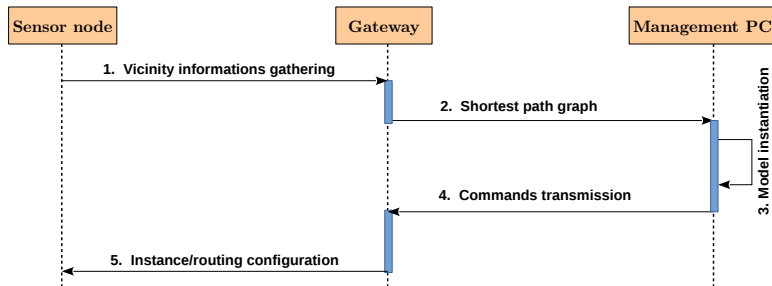 Sensor node
Gateway
Management PC
1. Vicinity informations gathering
2. Shortest path graph
3. Model instantiation
4. Commands transmission
5. Instance/routing configuration